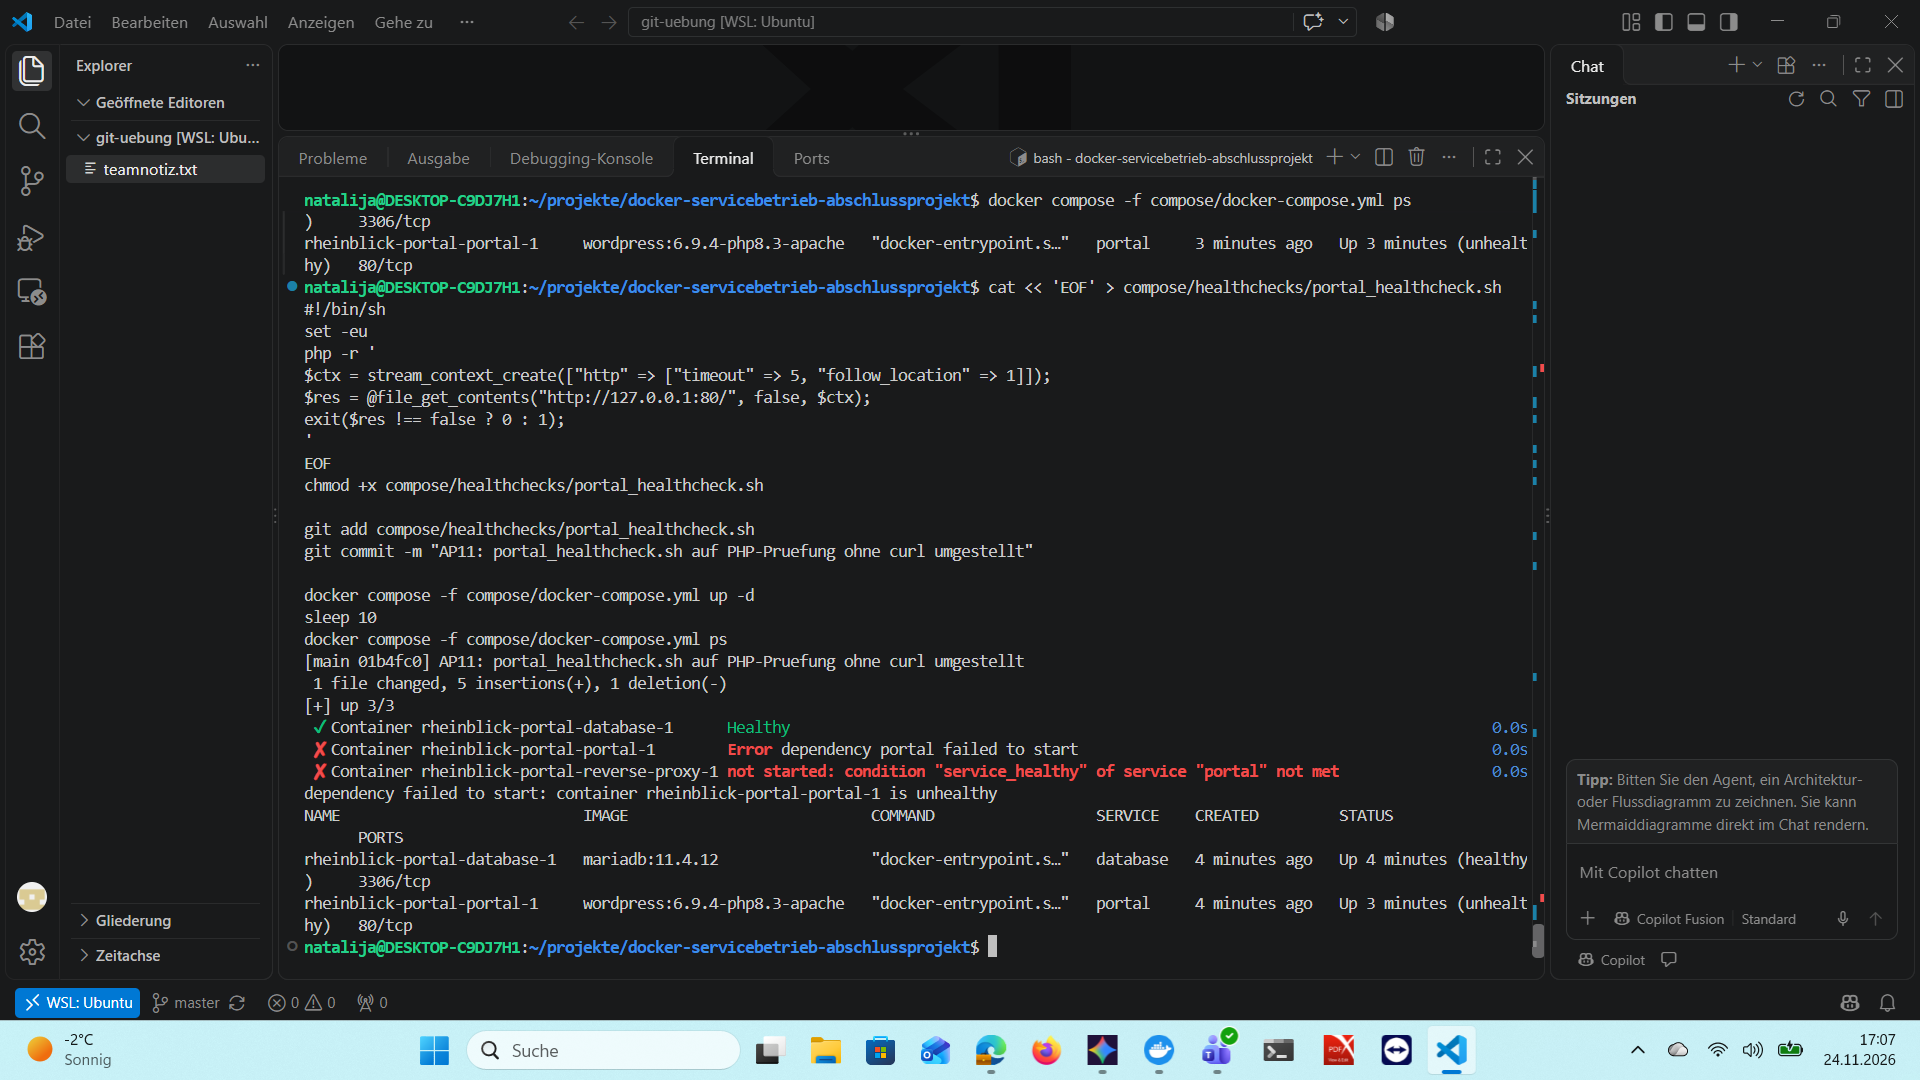 Datei Bearbeiten Auswahl Anzeigen Gehe zu ···
git-uebung [WSL: Ubuntu]
Explorer ···
Geöffnete Editoren
git-uebung [WSL: Ubu...
teamnotiz.txt
Gliederung
Zeitachse
Probleme Ausgabe Debugging-Konsole Terminal Ports
bash - docker-servicebetrieb-abschlussprojekt
natalija@DESKTOP-C9DJ7H1:~/projekte/docker-servicebetrieb-abschlussprojekt$ docker compose -f compose/docker-compose.yml ps
) 3306/tcp
rheinblick-portal-portal-1 wordpress:6.9.4-php8.3-apache "docker-entrypoint.s…" portal 3 minutes ago Up 3 minutes (unhealt
hy) 80/tcp
natalija@DESKTOP-C9DJ7H1:~/projekte/docker-servicebetrieb-abschlussprojekt$ cat << 'EOF' > compose/healthchecks/portal_healthcheck.sh
#!/bin/sh
set -eu
php -r '
$ctx = stream_context_create(["http" => ["timeout" => 5, "follow_location" => 1]]);
$res = @file_get_contents("http://127.0.0.1:80/", false, $ctx);
exit($res !== false ? 0 : 1);
'
EOF
chmod +x compose/healthchecks/portal_healthcheck.sh
git add compose/healthchecks/portal_healthcheck.sh
git commit -m "AP11: portal_healthcheck.sh auf PHP-Pruefung ohne curl umgestellt"
docker compose -f compose/docker-compose.yml up -d
sleep 10
docker compose -f compose/docker-compose.yml ps
[main 01b4fc0] AP11: portal_healthcheck.sh auf PHP-Pruefung ohne curl umgestellt
1 file changed, 5 insertions(+), 1 deletion(-)
[+] up 3/3
✔Container rheinblick-portal-database-1 Healthy 0.0s
✘Container rheinblick-portal-portal-1 Error dependency portal failed to start 0.0s
✘Container rheinblick-portal-reverse-proxy-1 not started: condition "service_healthy" of service "portal" not met 0.0s
dependency failed to start: container rheinblick-portal-portal-1 is unhealthy
NAME IMAGE COMMAND SERVICE CREATED STATUS
PORTS
rheinblick-portal-database-1 mariadb:11.4.12 "docker-entrypoint.s…" database 4 minutes ago Up 4 minutes (healthy
) 3306/tcp
rheinblick-portal-portal-1 wordpress:6.9.4-php8.3-apache "docker-entrypoint.s…" portal 4 minutes ago Up 3 minutes (unhealt
hy) 80/tcp
natalija@DESKTOP-C9DJ7H1:~/projekte/docker-servicebetrieb-abschlussprojekt$
Chat
Sitzungen
Tipp: Bitten Sie den Agent, ein Architektur-
oder Flussdiagramm zu zeichnen. Sie kann
Mermaiddiagramme direkt im Chat rendern.
Mit Copilot chatten
Copilot Fusion Standard
Copilot
WSL: Ubuntu master 0 0 0
-2°C
Sonnig
Suche
17:07
24.11.2026